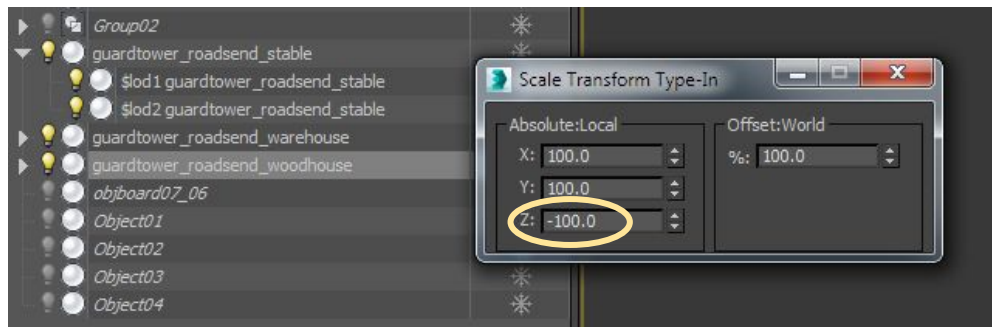 Group02
guardtower_roadsend_stable
$lod1 guardtower_roadsend_stable
$lod2 guardtower_roadsend_stable
guardtower_roadsend_warehouse
guardtower_roadsend_woodhouse
objboard07_06
Object01
Object02
Object03
Object04
Scale Transform Type-In
Absolute:Local
X: 100.0
Y: 100.0
Z: -100.0
Offset:World
%: 100.0